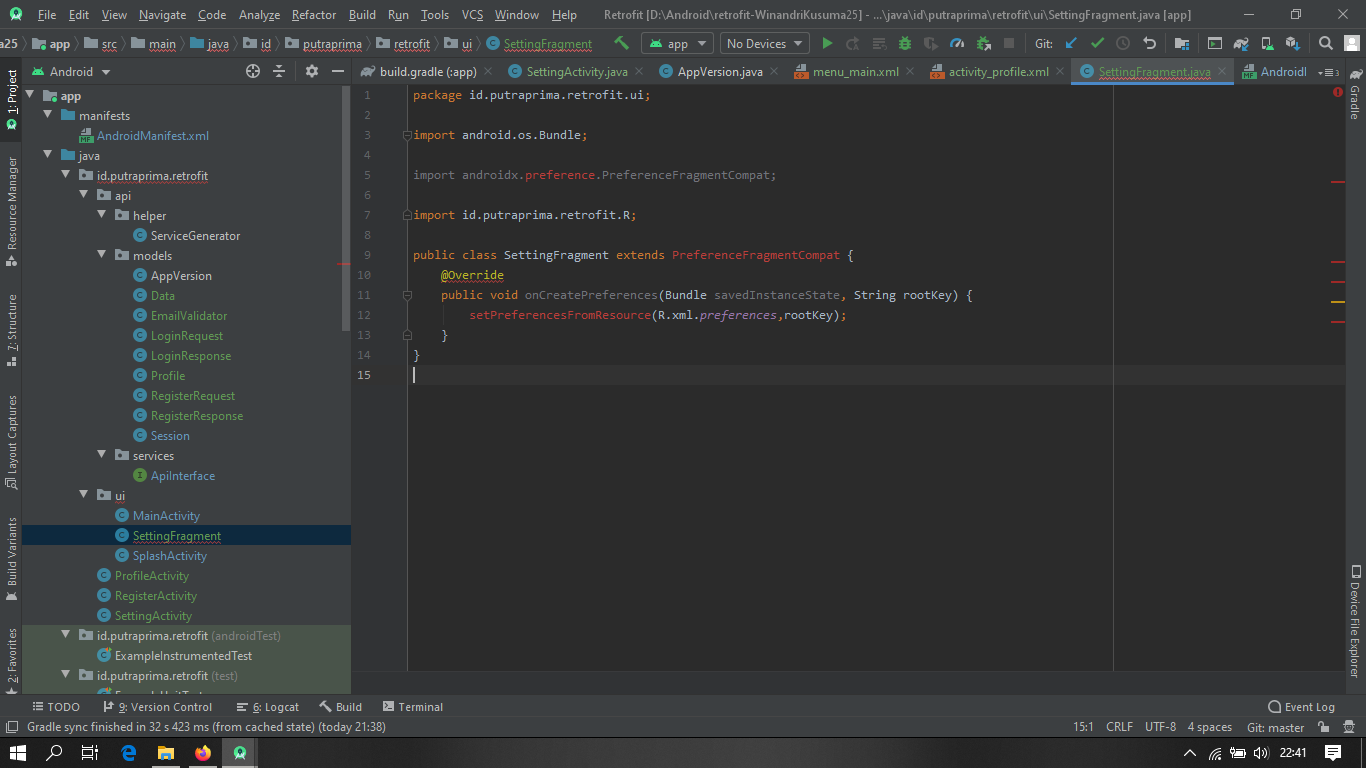 File Edit View Navigate Code Analyze Refactor Build Run Tools VCS Window Help Retrofit [D:\Android\retrofit-WinandriKusuma25] - ...\java\id\putraprima\retrofit\ui\SettingFragment.java [app]
a25 app src main java id putraprima retrofit ui SettingFragment app No Devices Git:
Android build.gradle (:app) SettingActivity.java AppVersion.java menu_main.xml activity_profile.xml SettingFragment.java AndroidI 3
1: Project
Resource Manager
7: Structure
Layout Captures
Build Variants
2: Favorites
app
manifests
AndroidManifest.xml
java
id.putraprima.retrofit
api
helper
ServiceGenerator
models
AppVersion
Data
EmailValidator
LoginRequest
LoginResponse
Profile
RegisterRequest
RegisterResponse
Session
services
ApiInterface
ui
MainActivity
SettingFragment
SplashActivity
ProfileActivity
RegisterActivity
SettingActivity
id.putraprima.retrofit (androidTest)
ExampleInstrumentedTest
id.putraprima.retrofit (test)
1 package id.putraprima.retrofit.ui;
2
3 import android.os.Bundle;
4
5 import androidx.preference.PreferenceFragmentCompat;
6
7 import id.putraprima.retrofit.R;
8
9 public class SettingFragment extends PreferenceFragmentCompat {
10 @Override
11 public void onCreatePreferences(Bundle savedInstanceState, String rootKey) {
12 setPreferencesFromResource(R.xml.preferences,rootKey);
13 }
14 }
15
Gradle
Device File Explorer
TODO 9: Version Control 6: Logcat Build Terminal Event Log
Gradle sync finished in 32 s 423 ms (from cached state) (today 21:38) 15:1 CRLF UTF-8 4 spaces Git: master
22:41